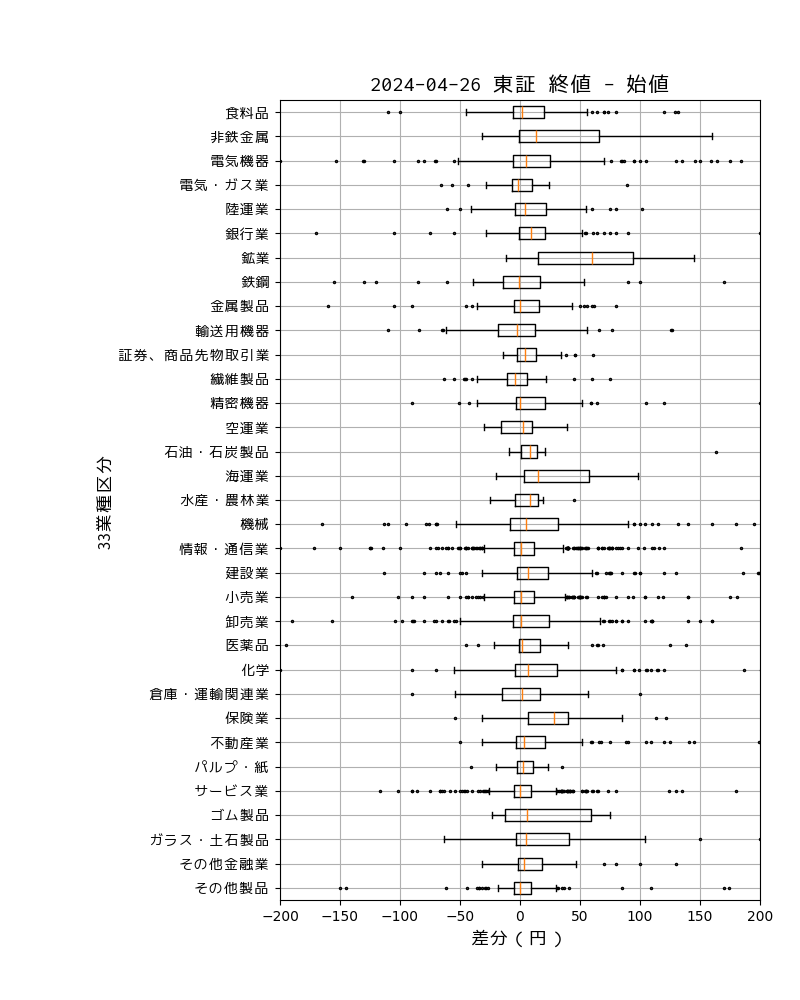 2024-04-26 東証 終値 - 始値
食料品
非鉄金属
電気機器
電気・ガス業
陸運業
銀行業
鉱業
鉄鋼
金属製品
輸送用機器
証券、商品先物取引業
繊維製品
精密機器
空運業
石油・石炭製品
海運業
水産・農林業
機械
情報・通信業
建設業
小売業
卸売業
医薬品
化学
倉庫・運輸関連業
保険業
不動産業
パルプ・紙
サービス業
ゴム製品
ガラス・土石製品
その他金融業
その他製品
33業種区分
−200 −150 −100 −50 0 50 100 150 200
差分（円）